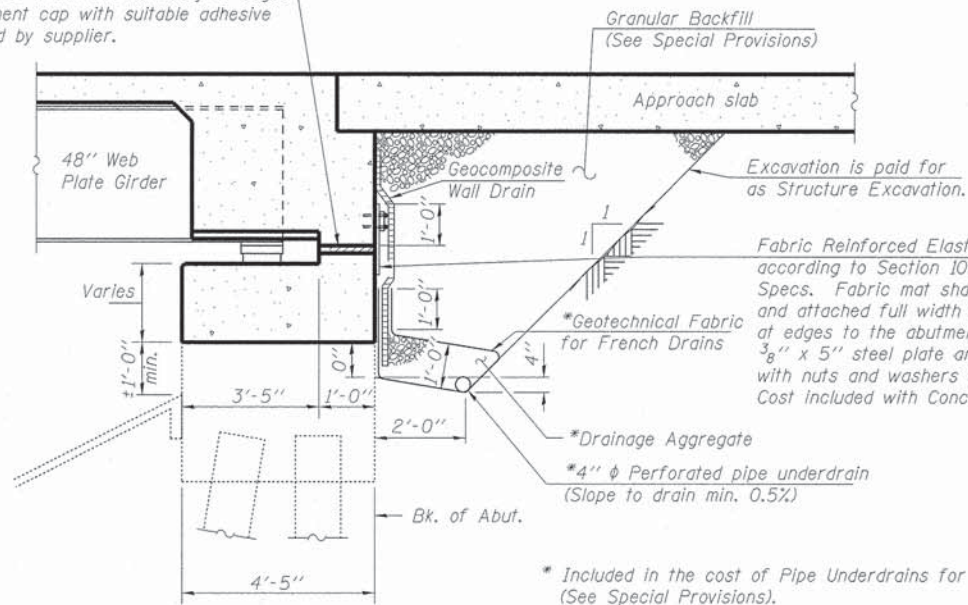 ment cap with suitable adhesive
d by supplier.
Granular Backfill
(See Special Provisions)
Approach slab
48" Web
Plate Girder
Geocomposite
Wall Drain
Excavation is paid for
as Structure Excavation.
1'-0"
1
1
Fabric Reinforced Elast
according to Section 10
Specs. Fabric mat sha
and attached full width
at edges to the abutme
3/8" x 5" steel plate an
with nuts and washers
Cost included with Conc
Varies
1'-0"
*Geotechnical Fabric
for French Drains
±1'-0"
min.
0"
1'-0"
4"
3'-5"
1'-0"
2'-0"
*Drainage Aggregate
*4" ϕ Perforated pipe underdrain
(Slope to drain min. 0.5%)
Bk. of Abut.
4'-5"
* Included in the cost of Pipe Underdrains for
(See Special Provisions).